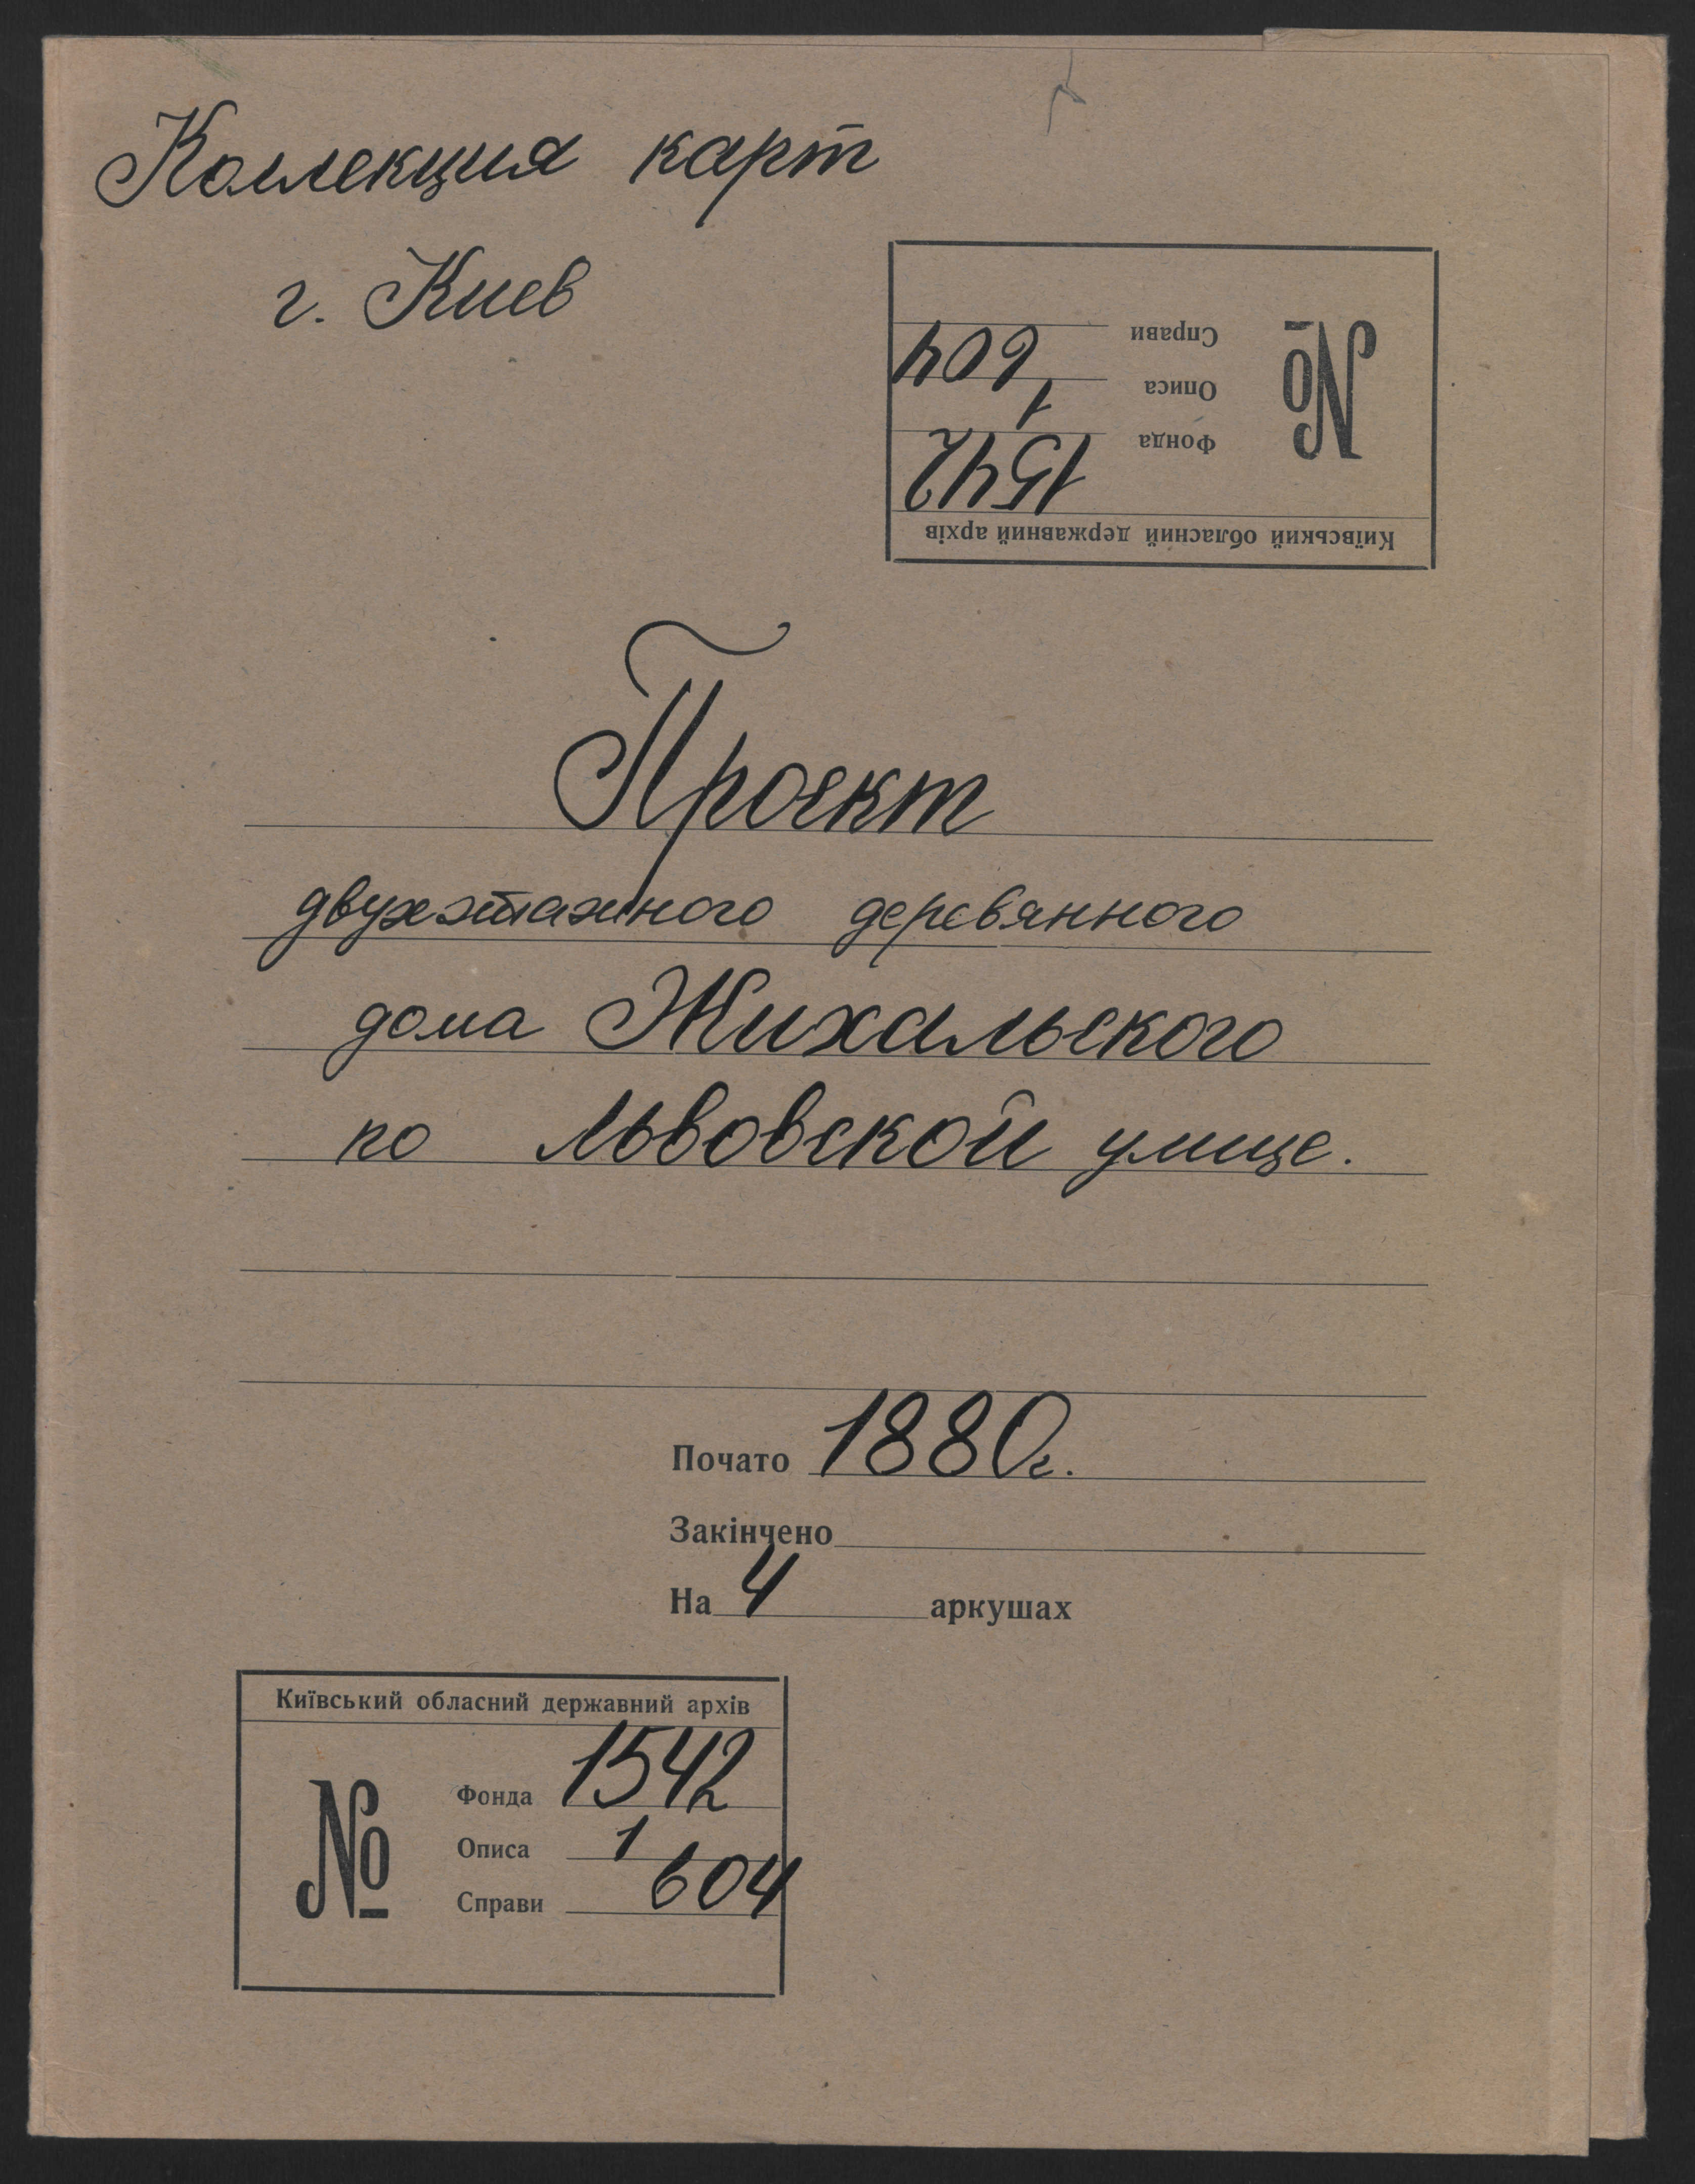 Коллекция карт
г. Киев
Київський обласний державний архів
№
Фонда 1542
Описа 1
Справи 604
Проект
двухэтажного деревянного
дома Жихальского
по Львовской улице.
Почато 1880г.
Закінчено
На 4 аркушах
Київський обласний державний архів
№
Фонда 1542
Описа 1
Справи 604